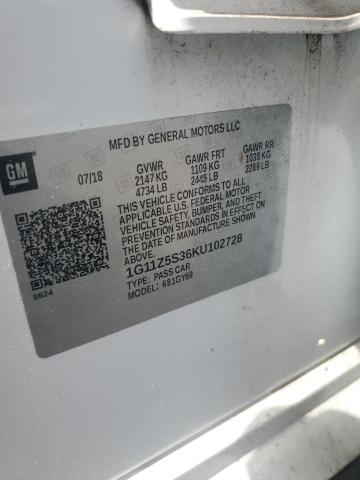 MFD BY GENERAL MOTORS LLC
GM
07/18 GVWR GAWR FRT GAWR RR
2147 KG 1109 KG 1038 KG
4734 LB 2445 LB 2289 LB
THIS VEHICLE CONFORMS TO ALL
APPLICABLE U.S. FEDERAL MOTOR
VEHICLE SAFETY, BUMPER, AND THEFT
PREVENTION STANDARDS IN EFFECT ON
THE DATE OF MANUFACTURE SHOWN
ABOVE.
1G11Z5S36KU102728
TYPE: PASS CAR
MODEL: 681GY69
8624